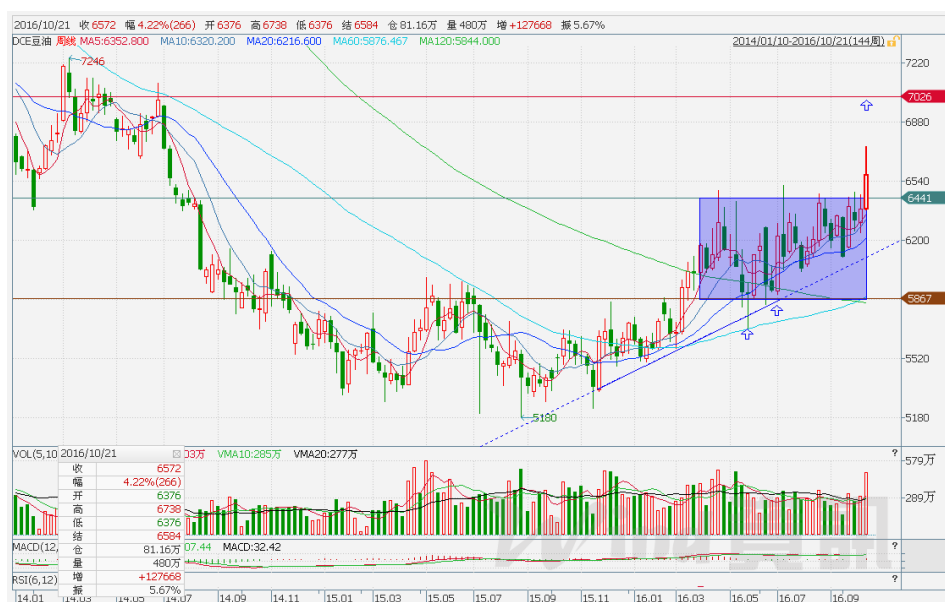 2016/10/21 收 6572 幅 4.22%(266) 开 6376 高 6738 低 6376 结 6584 仓 81.16万 量 480万 增 +127668 振 5.67%
DCE豆油 周线 MA5:6352.800 MA10:6320.200 MA20:6216.600 MA60:5876.467 MA120:5844.000 2014/01/10-2016/10/21(144周)
7246
7220
7026
6880
6540
6441
6200
5867
5520
5180
5180
VOL(5,10 03万 VMA10:285万 VMA20:277万 ?
579万
289万
2016/10/21
收 6572
幅 4.22%(266)
开 6376
高 6738
低 6376
结 6584
仓 81.16万
量 480万
增 +127668
振 5.67%
MACD(12, 07.44 MACD:32.42 ?
RSI(6,12) ?
14.01 14.03 14.05 14.07 14.09 14.11 15.01 15.03 15.05 15.07 15.09 15.11 16.01 16.03 16.05 16.07 16.09